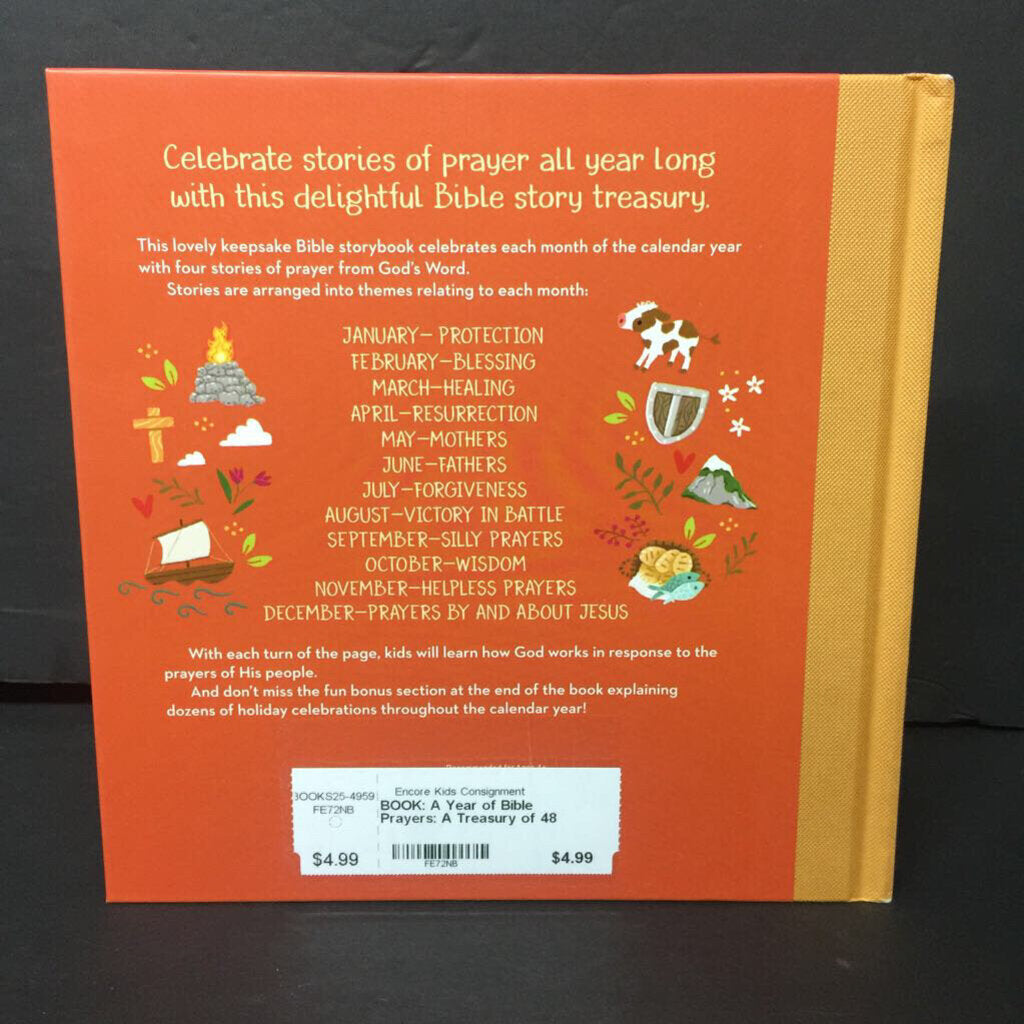 Celebrate stories of prayer all year long
with this delightful Bible story treasury.
This lovely keepsake Bible storybook celebrates each month of the calendar year
with four stories of prayer from God's Word.
Stories are arranged into themes relating to each month:
JANUARY—PROTECTION
FEBRUARY—BLESSING
MARCH—HEALING
APRIL—RESURRECTION
MAY—MOTHERS
JUNE—FATHERS
JULY—FORGIVENESS
AUGUST—VICTORY IN BATTLE
SEPTEMBER—SILLY PRAYERS
OCTOBER—WISDOM
NOVEMBER—HELPLESS PRAYERS
DECEMBER—PRAYERS BY AND ABOUT JESUS
With each turn of the page, kids will learn how God works in response to the
prayers of His people.
And don't miss the fun bonus section at the end of the book explaining
dozens of holiday celebrations throughout the calendar year!
BOOKS25-4959
FE72NB
$4.99
Encore Kids Consignment
BOOK: A Year of Bible
Prayers: A Treasury of 48
FE72NB
$4.99